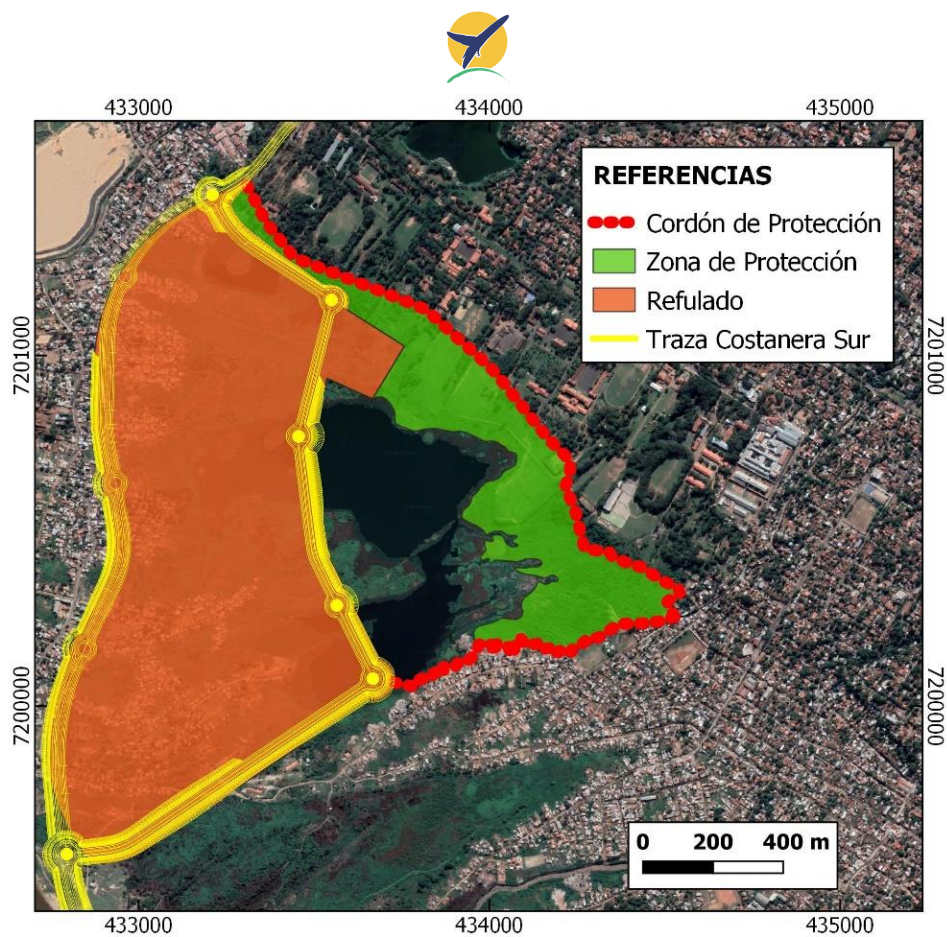 433000 434000 435000
REFERENCIAS
Cordón de Protección
Zona de Protección
Refulado
Traza Costanera Sur
7201000 7201000
7200000 7200000
0 200 400 m
433000 434000 435000